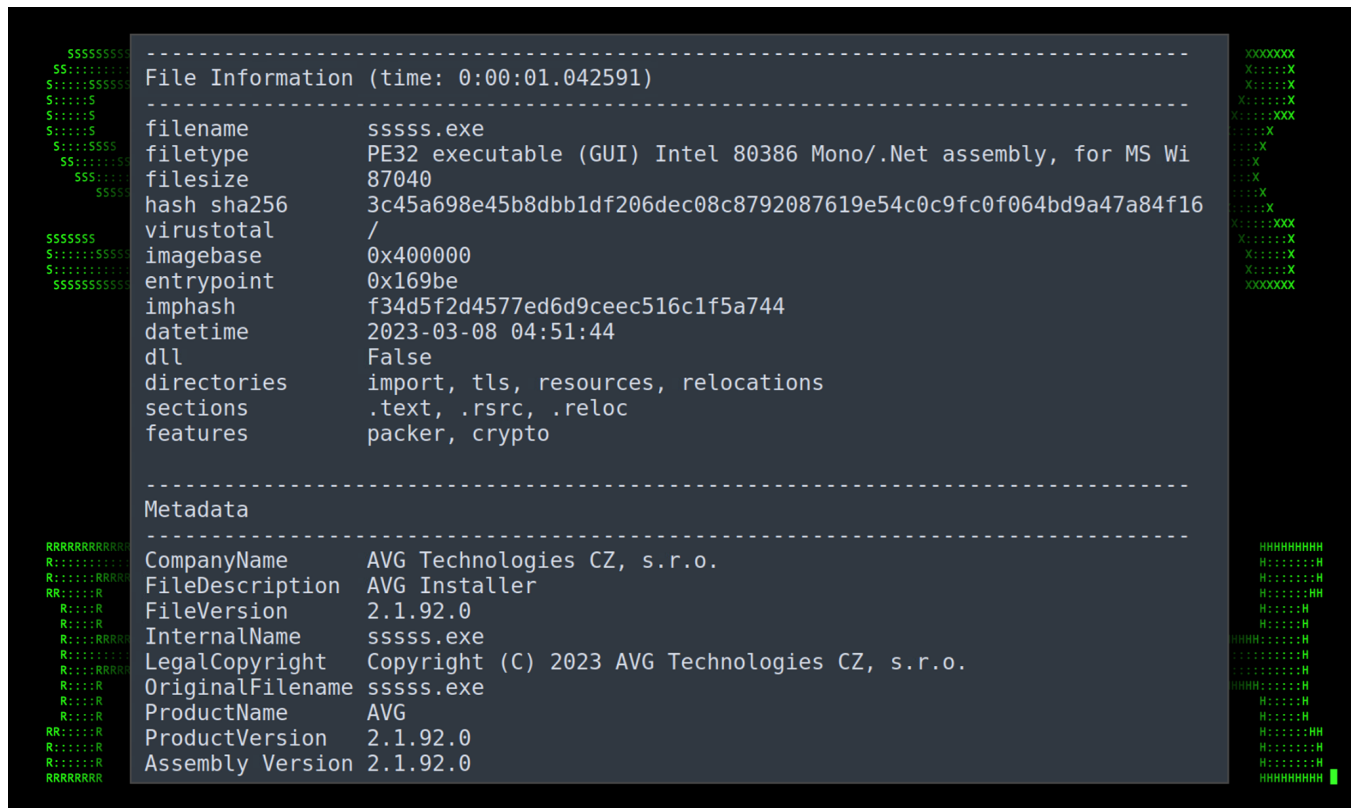 --------------------------------------------------------------------------------
File Information (time: 0:00:01.042591)
--------------------------------------------------------------------------------
filename         sssss.exe
filetype         PE32 executable (GUI) Intel 80386 Mono/.Net assembly, for MS Wi
filesize         87040
hash sha256      3c45a698e45b8dbb1df206dec08c8792087619e54c0c9fc0f064bd9a47a84f16
virustotal       /
imagebase        0x400000
entrypoint       0x169be
imphash          f34d5f2d4577ed6d9ceec516c1f5a744
datetime         2023-03-08 04:51:44
dll              False
directories      import, tls, resources, relocations
sections         .text, .rsrc, .reloc
features         packer, crypto
--------------------------------------------------------------------------------
Metadata
--------------------------------------------------------------------------------
CompanyName      AVG Technologies CZ, s.r.o.
FileDescription  AVG Installer
FileVersion      2.1.92.0
InternalName     sssss.exe
LegalCopyright   Copyright (C) 2023 AVG Technologies CZ, s.r.o.
OriginalFilename sssss.exe
ProductName      AVG
ProductVersion   2.1.92.0
Assembly Version 2.1.92.0